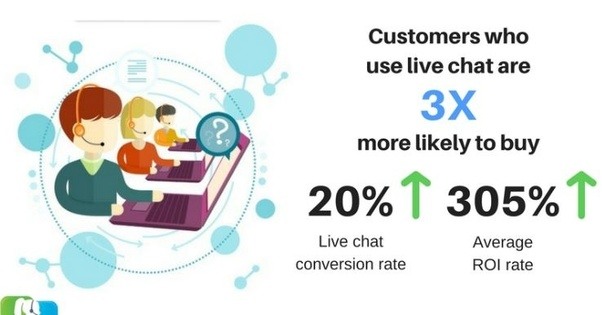 Customers who
use live chat are
3X
more likely to buy
20% 305%
Live chat Average
conversion rate ROI rate
?